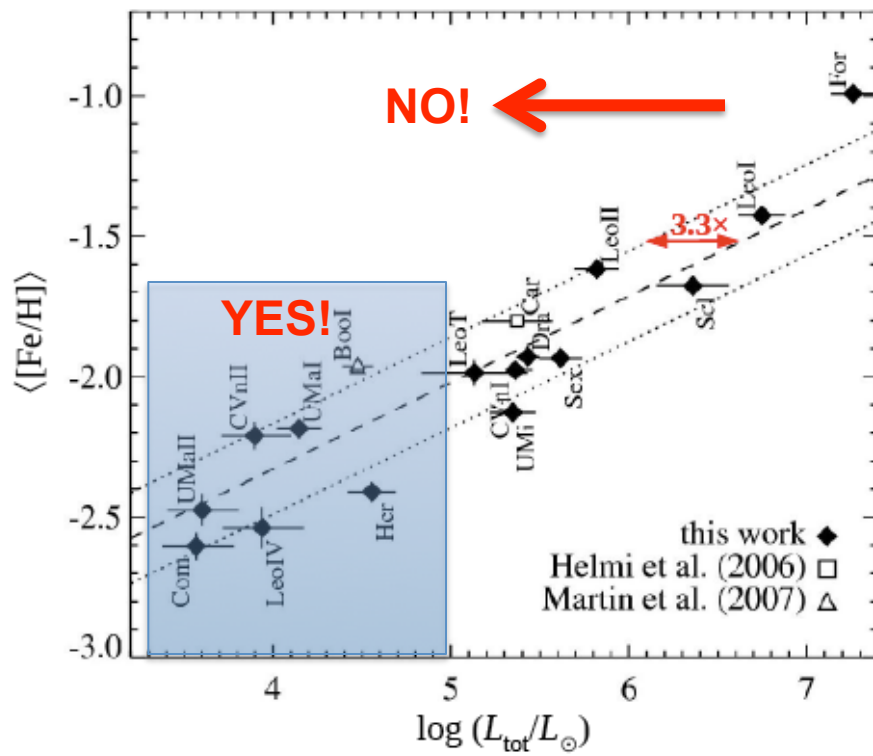 NO!
For
-1.0
LeoI
LeoII
3.3×
-1.5
Scl
Car
YES!
BooI
LeoT
Dra
⟨[Fe/H]⟩
-2.0
Sex
CVnI
UMi
CVnII
UMaI
UMaII
-2.5
Her
Com
LeoIV
this work
Helmi et al. (2006)
Martin et al. (2007)
-3.0
4 5 6 7
log (L_tot/L_⊙)